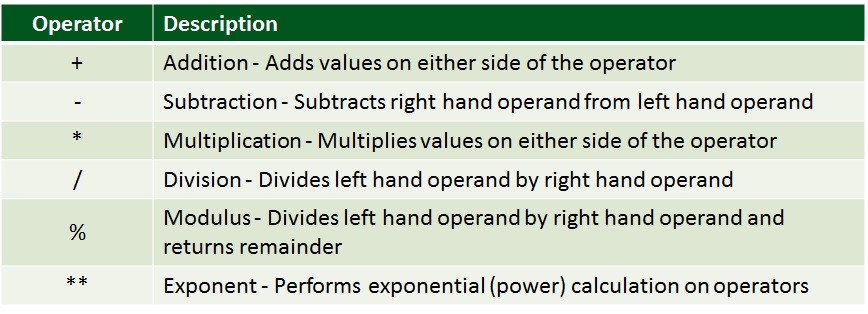 Operator Description
+ Addition - Adds values on either side of the operator
- Subtraction - Subtracts right hand operand from left hand operand
* Multiplication - Multiplies values on either side of the operator
/ Division - Divides left hand operand by right hand operand
% Modulus - Divides left hand operand by right hand operand and
returns remainder
** Exponent - Performs exponential (power) calculation on operators